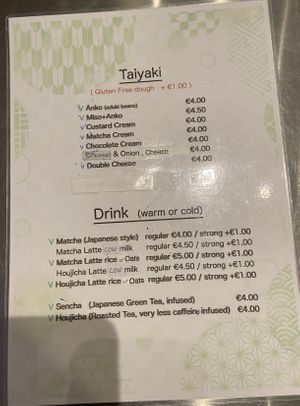 Taiyaki
( Gluten Free dough + €1.00 )
V Anko (aduki beans) €4.00
V Miso+Anko €4.50
V Custard Cream €4.00
V Matcha Cream €4.00
V Chocolate Cream €4.00
& Onion , Cheese €4.00
V Double Cheese €4.00
Drink (warm or cold)
V Matcha (Japanese style) regular €4.00 / strong +€1.00
Matcha Latte cow milk regular €4.50 / strong +€1.00
V Matcha Latte rice - Oats regular €5.00 / strong +€1.00
Houjicha Latte cow milk regular €4.50 / strong +€1.00
V Houjicha Latte rice - Oats regular €5.00 / strong +€1.00
V Sencha (Japanese Green Tea, infused) €4.00
V Houjicha (Roasted Tea, very less caffeine, infused) €4.00